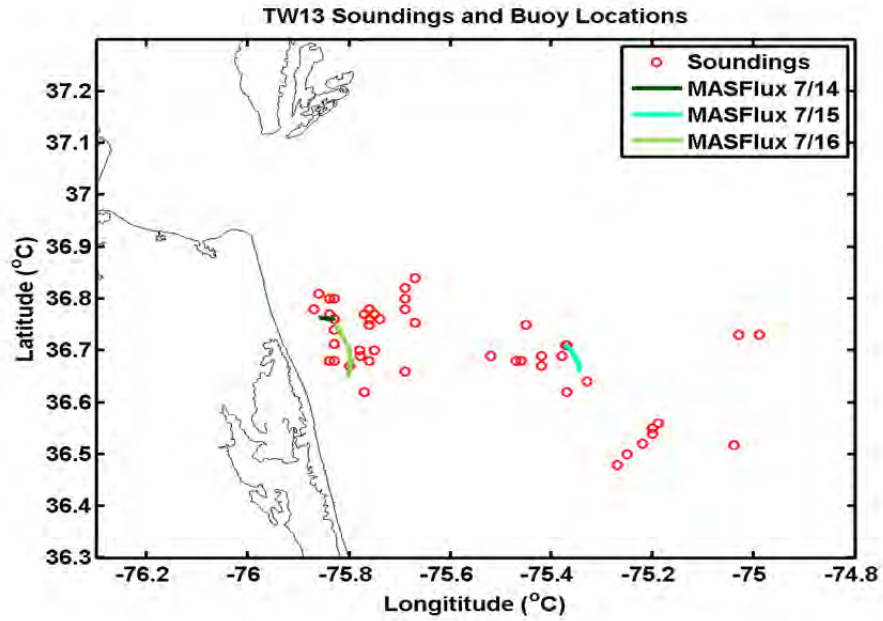 TW13 Soundings and Buoy Locations
Soundings
MASFlux 7/14
MASFlux 7/15
MASFlux 7/16
37.2
37.1
37
36.9
36.8
36.7
36.6
36.5
36.4
36.3
Latitude (°C)
-76.2
-76
-75.8
-75.6
-75.4
-75.2
-75
-74.8
Longititude (°C)